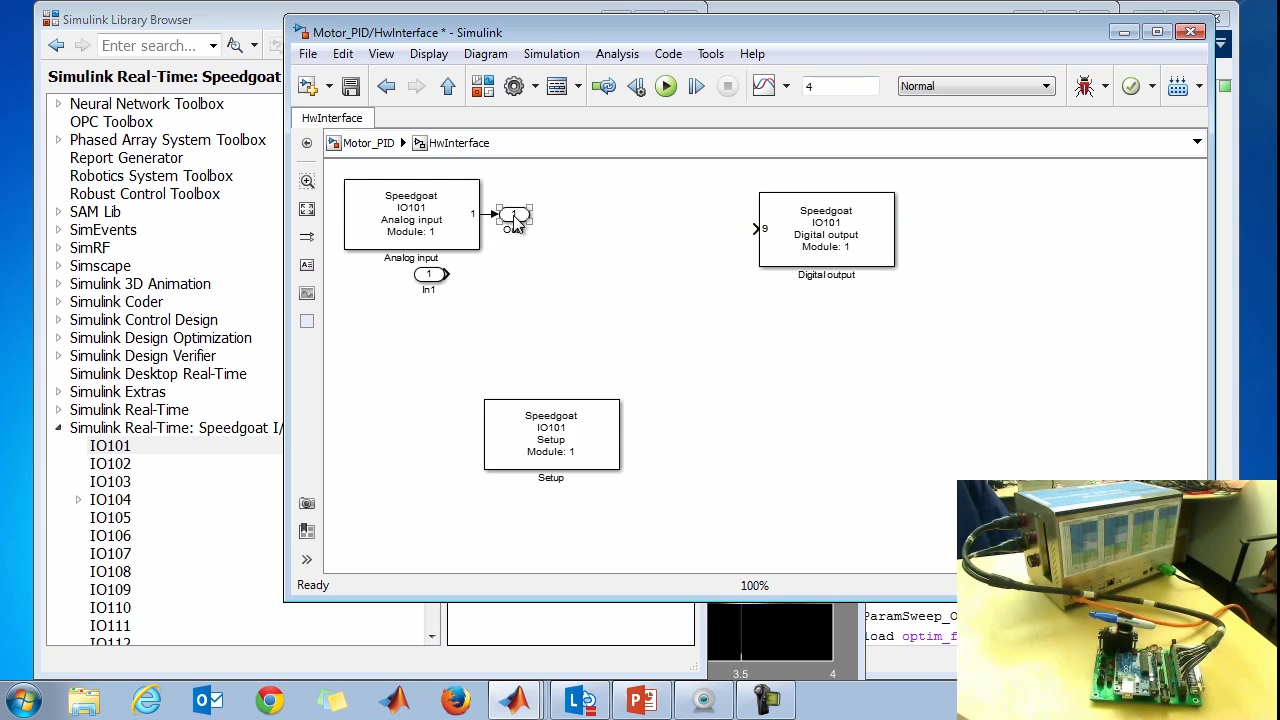 Simulink Library Browser
Enter search...
Simulink Real-Time: Speedgoat
Neural Network Toolbox
OPC Toolbox
Phased Array System Toolbox
Report Generator
Robotics System Toolbox
Robust Control Toolbox
SAM Lib
SimEvents
SimRF
Simscape
Simulink 3D Animation
Simulink Coder
Simulink Control Design
Simulink Design Optimization
Simulink Design Verifier
Simulink Desktop Real-Time
Simulink Extras
Simulink Real-Time
Simulink Real-Time: Speedgoat I/
IO101
IO102
IO103
IO104
IO105
IO106
IO107
IO108
IO109
IO110
IO111
IO112
Motor_PID/HwInterface * - Simulink
File Edit View Display Diagram Simulation Analysis Code Tools Help
4
Normal
HwInterface
Motor_PID HwInterface
Speedgoat
IO101
Analog input
Module: 1
1
Analog input
1
1
In1
Speedgoat
IO101
Digital output
Module: 1
9
Digital output
Speedgoat
IO101
Setup
Module: 1
Setup
Ready
100%
3.5
4
ParamSweep_O
load optim_f